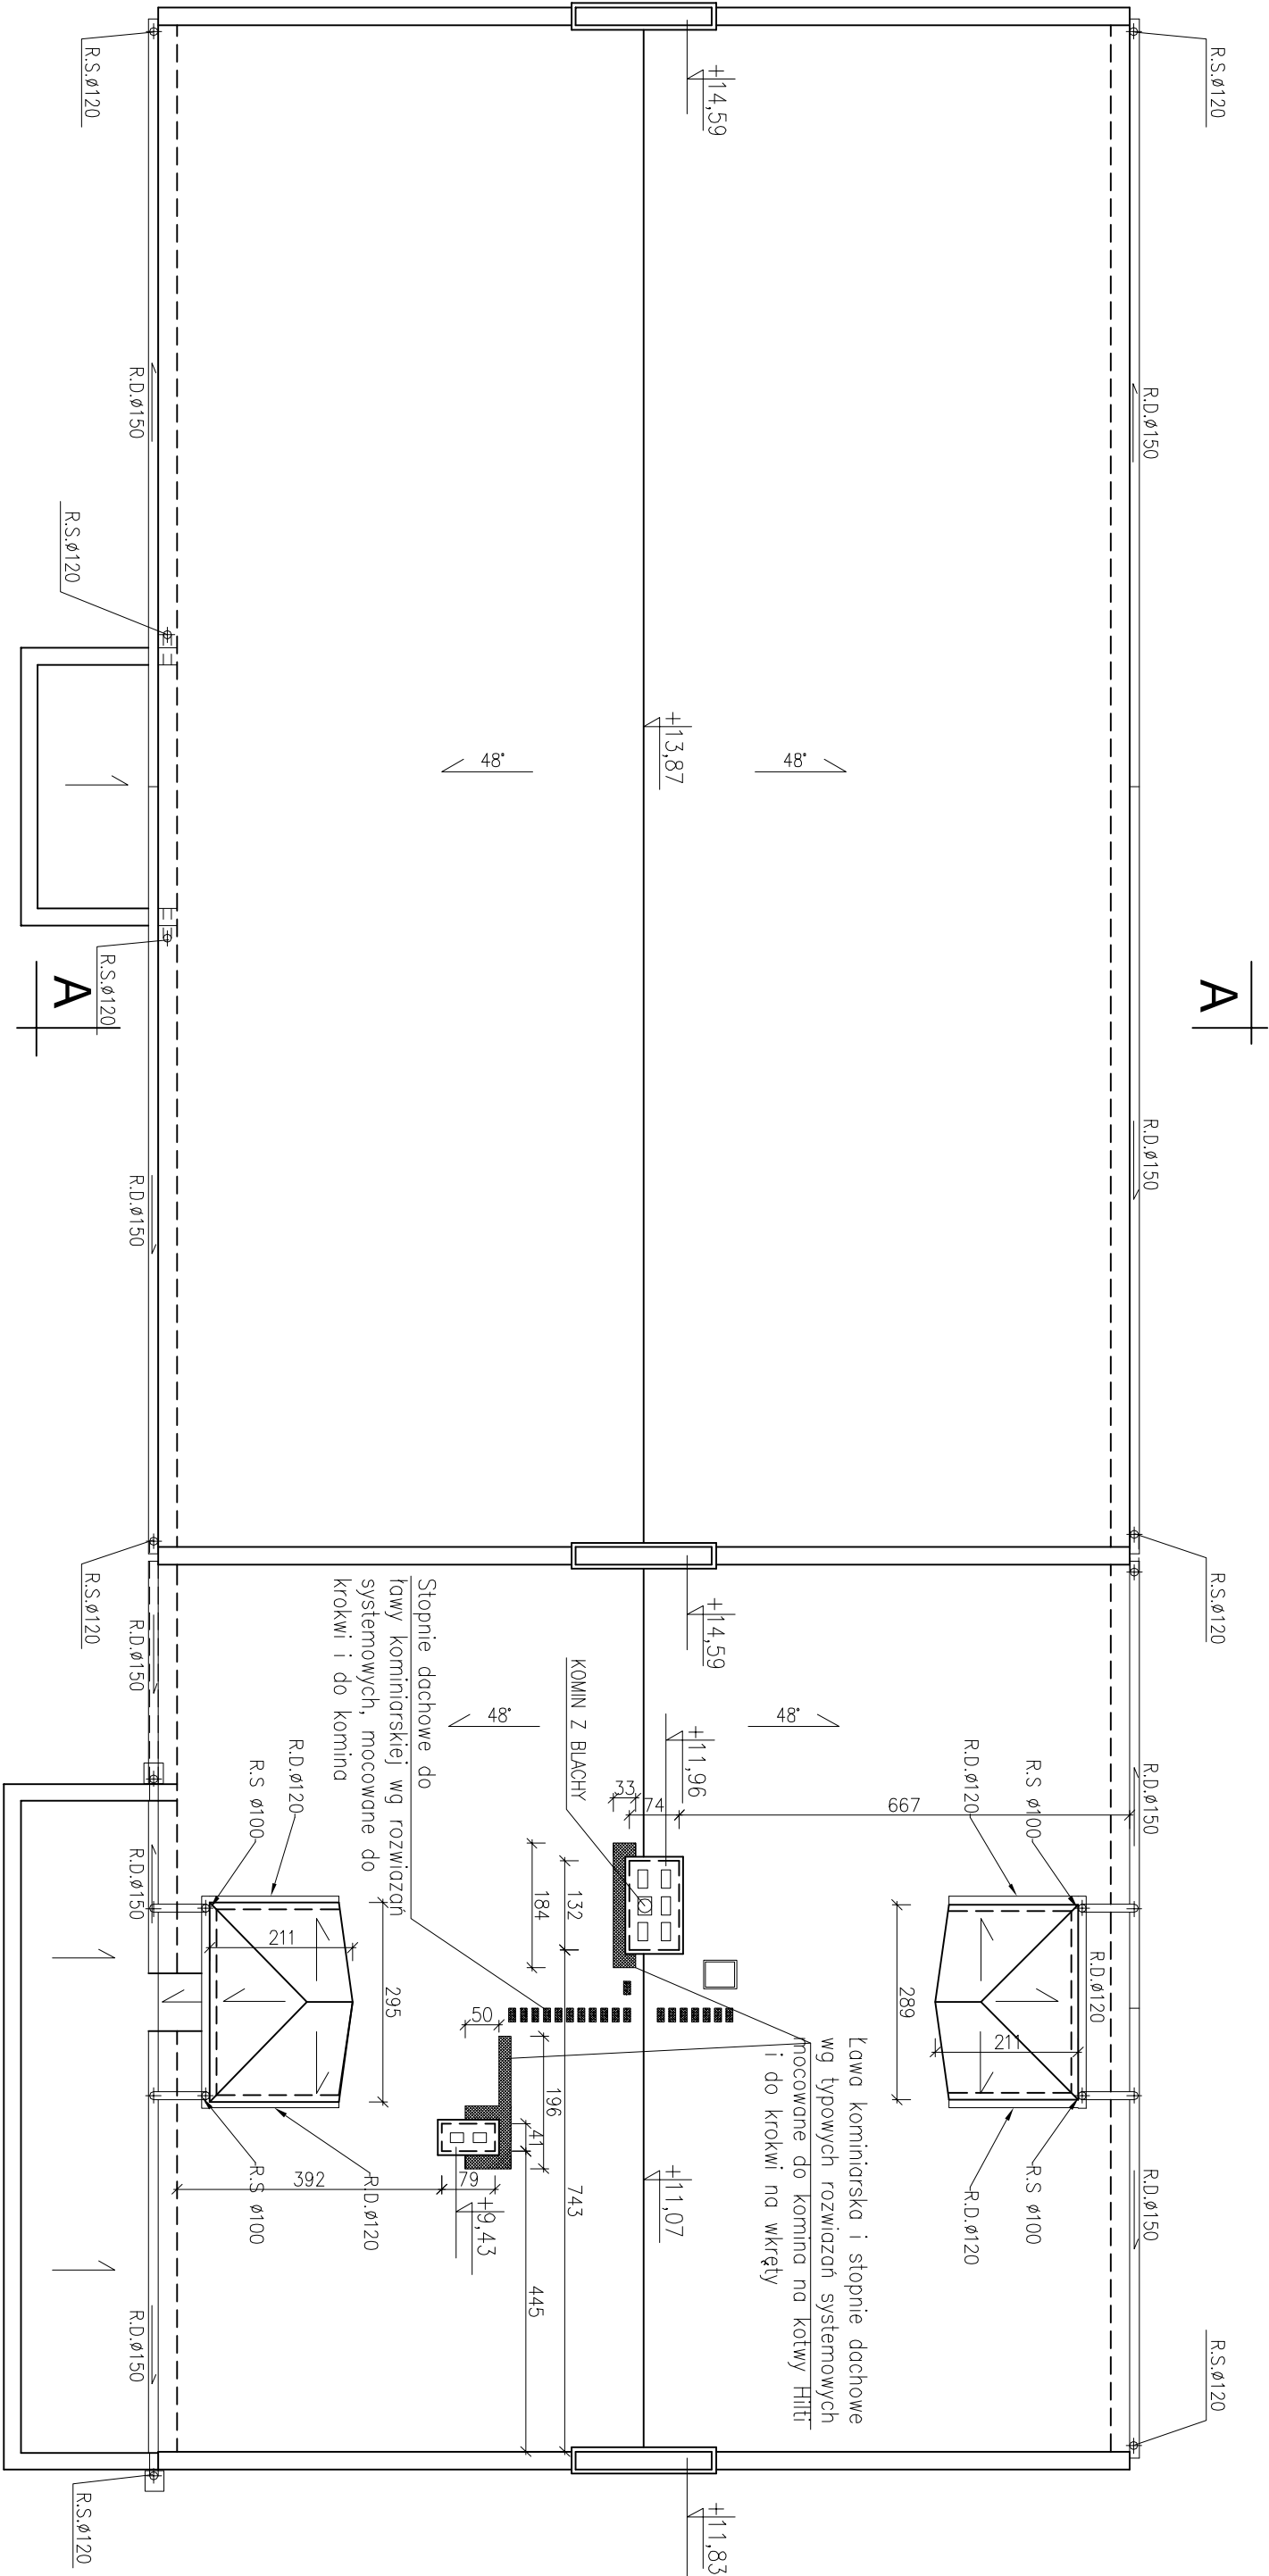 R.S.ø120
R.S.ø120
+14,59
R.D.ø150
R.D.ø150
R.S.ø120
+13,87
48°
48°
R.S.ø120
A
A
R.D.ø150
R.D.ø150
R.S.ø120
R.S.ø120
+14,59
R.D.ø150
Stopnie dachowe do
ławy kominiarskiej wg rozwiązań
systemowych, mocowane do
krokwi i do komina
KOMIN Z BLACHY
48°
48°
+11,96
33
74
667
R.D.ø120
R.S ø100
R.D.ø120
R.S ø100
R.D.ø150
R.D.ø150
184
132
211
295
289
211
R.D.ø120
50
196
41
743
392
79
+9,43
445
+11,07
Ława kominiarska i stopnie dachowe
wg typowych rozwiązań systemowych
mocowane do komina na kotwy Hilti
i do krokwi na wkręty
R.S ø100
R.D.ø120
R.S ø100
R.D.ø120
R.D.ø150
R.D.ø150
R.S.ø120
R.S.ø120
+11,83